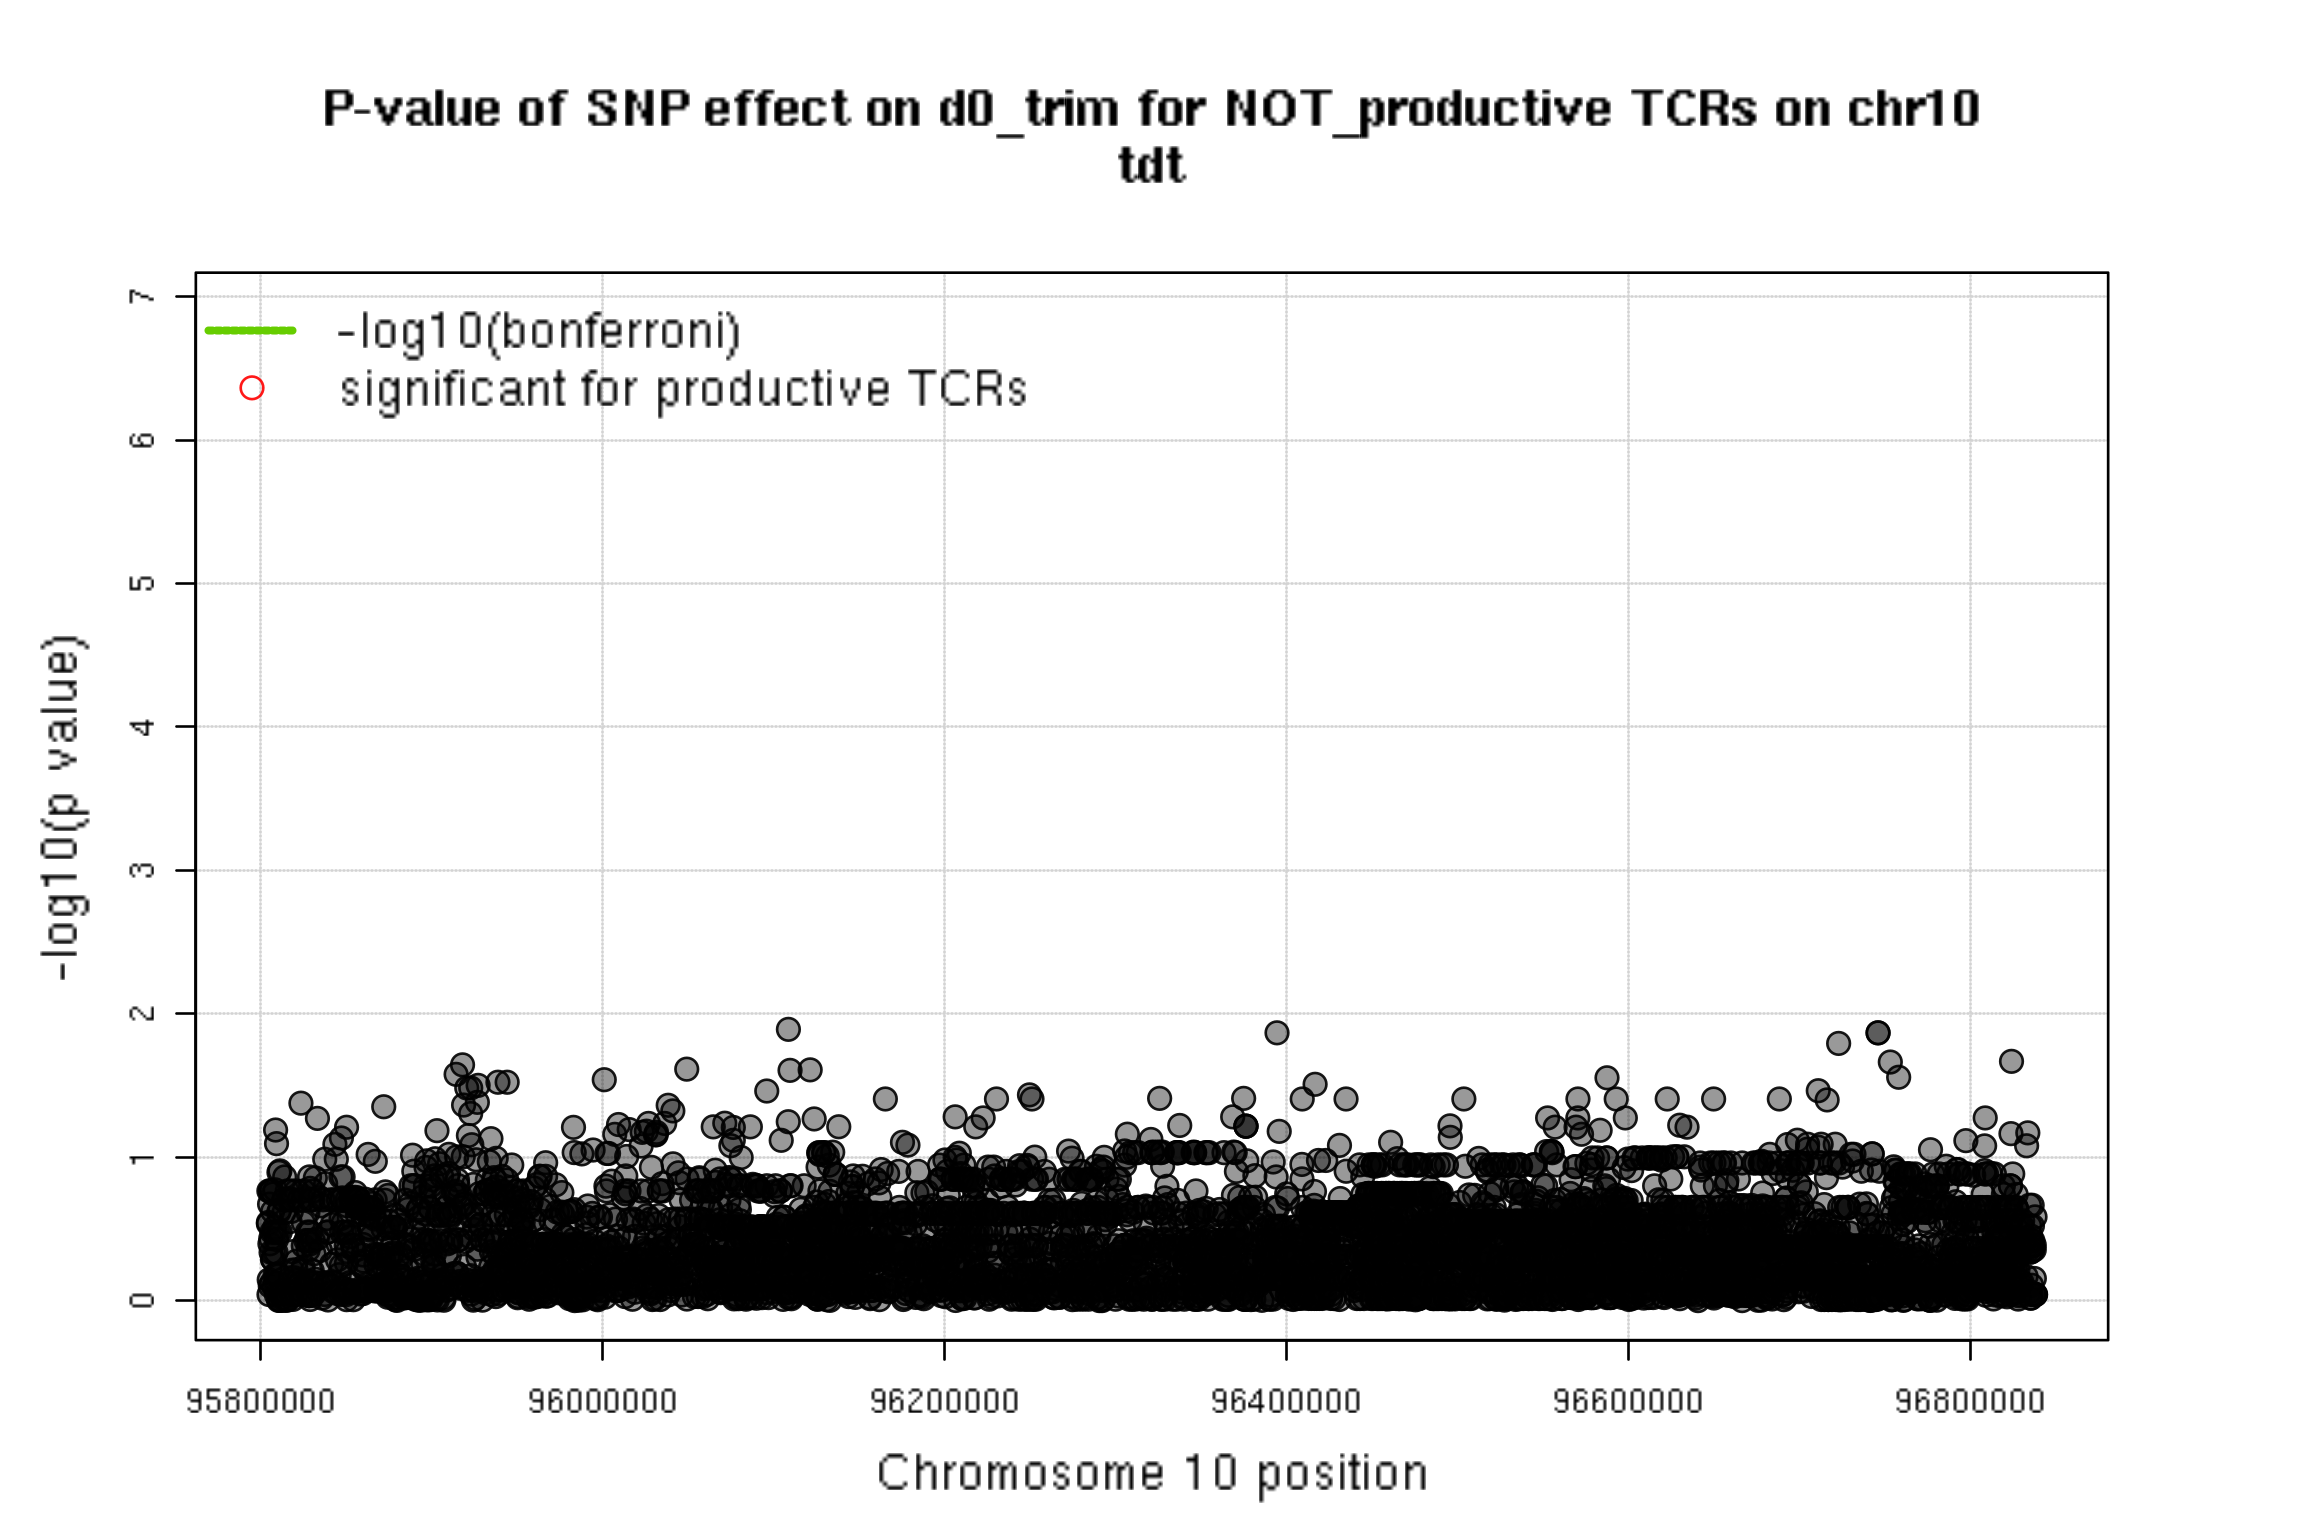 P-value of SNP effect on d0_trim for NOT_productive TCRs on chr10
tdt
-log10(bonferroni)
significant for productive TCRs
-log10(p value)
7
6
5
4
3
2
1
0
95800000 96000000 96200000 96400000 96600000 96800000
Chromosome 10 position